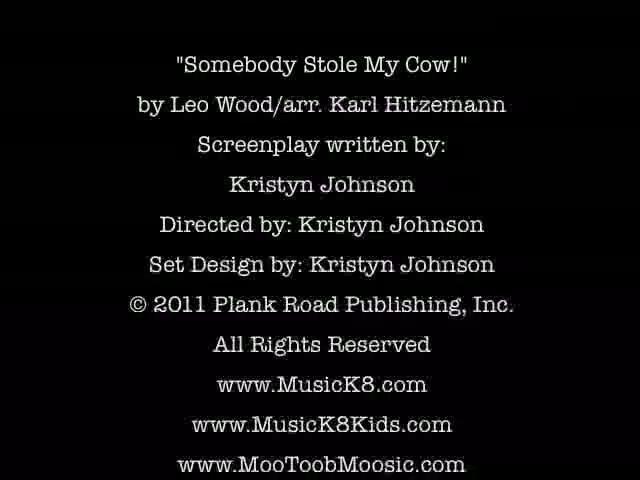 "Somebody Stole My Cow!"
by Leo Wood/arr. Karl Hitzemann
Screenplay written by:
Kristyn Johnson
Directed by: Kristyn Johnson
Set Design by: Kristyn Johnson
© 2011 Plank Road Publishing, Inc.
All Rights Reserved
www.MusicK8.com
www.MusicK8Kids.com
www.MooToobMoosic.com